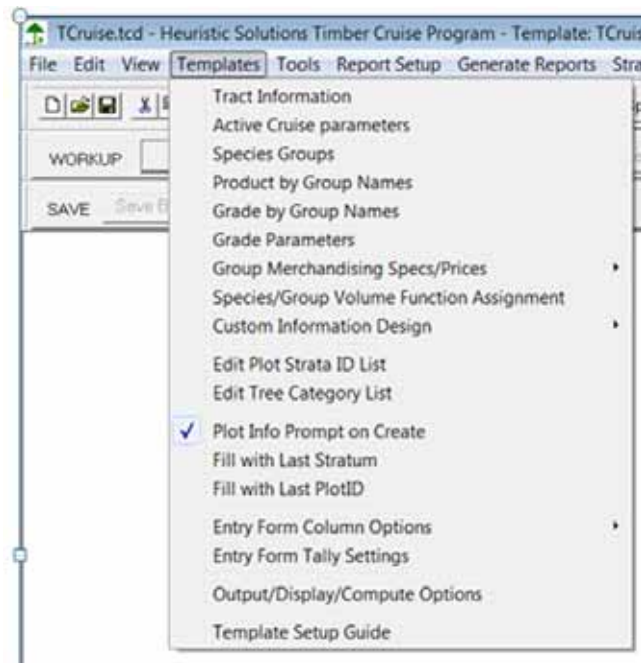 TCruise.tcd - Heuristic Solutions Timber Cruise Program - Template: TCruis
File Edit View Templates Tools Report Setup Generate Reports Stra
Tract Information
Active Cruise parameters
WORKUP
Species Groups
Product by Group Names
SAVE Save
Grade by Group Names
Grade Parameters
Group Merchandising Specs/Prices
Species/Group Volume Function Assignment
Custom Information Design
Edit Plot Strata ID List
Edit Tree Category List
Plot Info Prompt on Create
Fill with Last Stratum
Fill with Last PlotID
Entry Form Column Options
Entry Form Tally Settings
Output/Display/Compute Options
Template Setup Guide